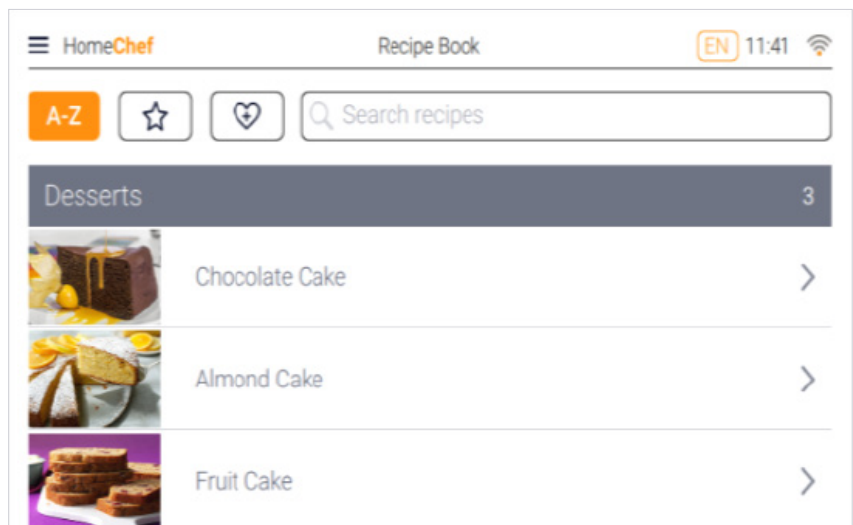 HomeChef Recipe Book EN 11:41
A-Z Search recipes
Desserts 3
Chocolate Cake
Almond Cake
Fruit Cake